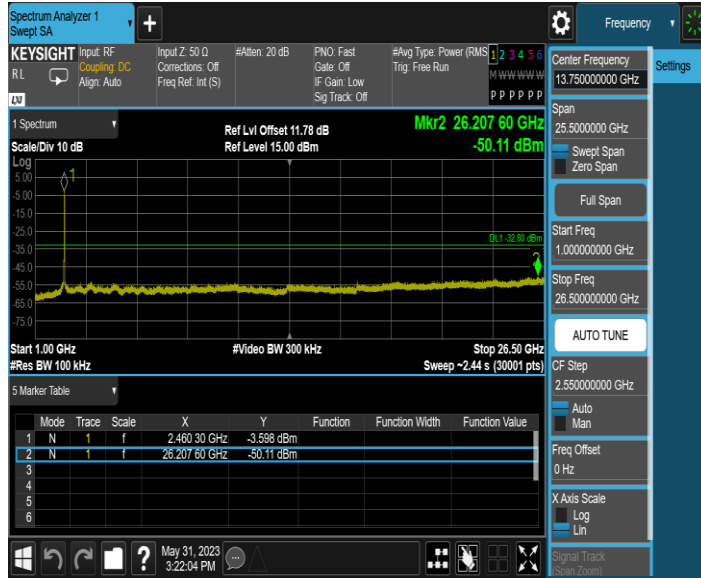 Spectrum Analyzer 1
Swept SA
Frequency
KEYSIGHT
RL
LXI
Input: RF
Coupling: DC
Align: Auto
Input Z: 50 Ω
Corrections: Off
Freq Ref: Int (S)
#Atten: 20 dB
PNO: Fast
Gate: Off
IF Gain: Low
Sig Track: Off
#Avg Type: Power (RMS
Trig: Free Run
1 2 3 4 5 6
M W W W W W
P P P P P P
1 Spectrum
Scale/Div 10 dB
Ref Lvl Offset 11.78 dB
Ref Level 15.00 dBm
Mkr2 26.207 60 GHz
-50.11 dBm
Log
5.00
-5.00
-15.0
-25.0
-35.0
-45.0
-55.0
-65.0
-75.0
1
DL1 -32.80 dBm
2
Start 1.00 GHz
#Res BW 100 kHz
#Video BW 300 kHz
Stop 26.50 GHz
Sweep ~2.44 s (30001 pts)
5 Marker Table
Mode Trace Scale X Y Function Function Width Function Value
1 N 1 f 2.460 30 GHz -3.598 dBm
2 N 1 f 26.207 60 GHz -50.11 dBm
3
4
5
6
May 31, 2023
3:22:04 PM
Center Frequency
13.750000000 GHz
Span
25.5000000 GHz
Swept Span
Zero Span
Full Span
Start Freq
1.000000000 GHz
Stop Freq
26.500000000 GHz
AUTO TUNE
CF Step
2.550000000 GHz
Auto
Man
Freq Offset
0 Hz
X Axis Scale
Log
Lin
Signal Track
(Span Zoom)
Settings